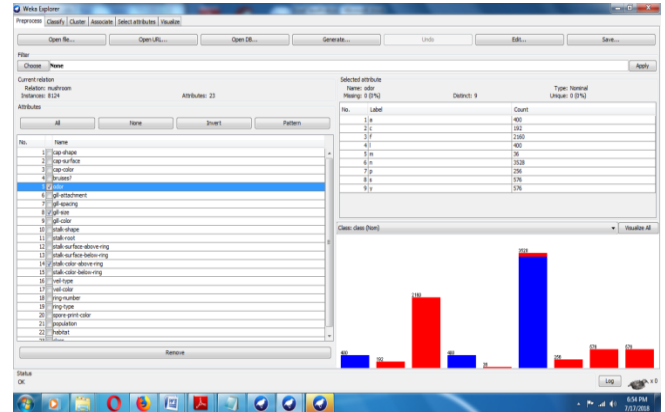 Weka Explorer
Preprocess Classify Cluster Associate Select attributes Visualize
Open file... Open URL... Open DB... Generate... Undo Edit... Save...
Filter
Choose None Apply
Current relation
Relation: mushroom
Instances: 8124 Attributes: 23
Attributes
All None Invert Pattern
No. Name
1 cap-shape
2 cap-surface
3 cap-color
4 bruises?
5 odor
6 gill-attachment
7 gill-spacing
8 gill-size
9 gill-color
10 stalk-shape
11 stalk-root
12 stalk-surface-above-ring
13 stalk-surface-below-ring
14 stalk-color-above-ring
15 stalk-color-below-ring
16 veil-type
17 veil-color
18 ring-number
19 ring-type
20 spore-print-color
21 population
22 habitat
Remove
Selected attribute
Name: odor Type: Nominal
Missing: 0 (0%) Distinct: 9 Unique: 0 (0%)
No. Label Count
1 a 400
2 c 192
3 f 2160
4 l 400
5 m 36
6 n 3528
7 p 256
8 s 576
9 y 576
Class: class (Nom) Visualize All
400 192 2160 400 36 3528 256 576 576
Status
OK Log x 0
6:54 PM
7/17/2018